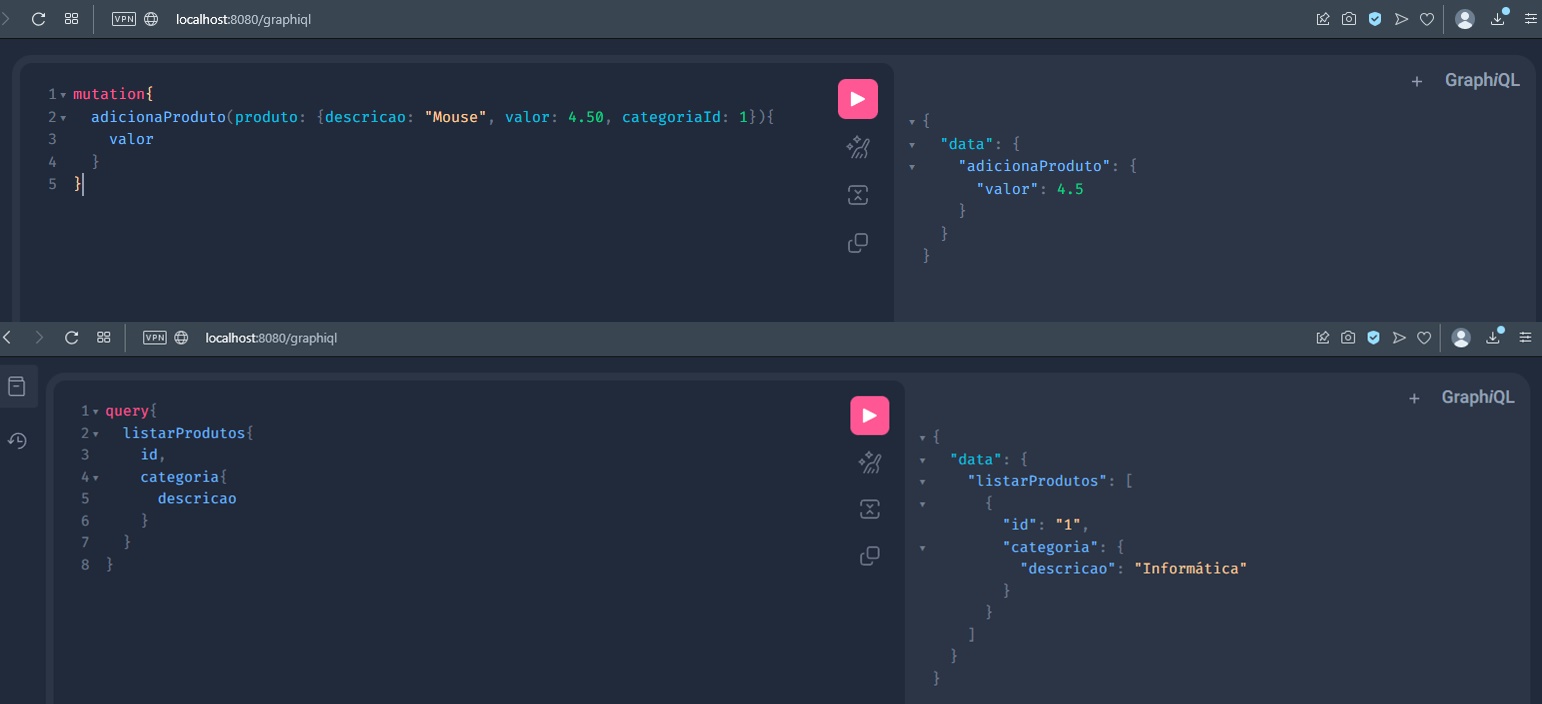 VPN localhost:8080/graphiql
GraphiQL
1 mutation{
2 adicionaProduto(produto: {descricao: "Mouse", valor: 4.50, categoriaId: 1}){
3 valor
4 }
5 }
{
"data": {
"adicionaProduto": {
"valor": 4.5
}
}
}
VPN localhost:8080/graphiql
GraphiQL
1 query{
2 listarProdutos{
3 id,
4 categoria{
5 descricao
6 }
7 }
8 }
{
"data": {
"listarProdutos": [
{
"id": "1",
"categoria": {
"descricao": "Informática"
}
}
]
}
}